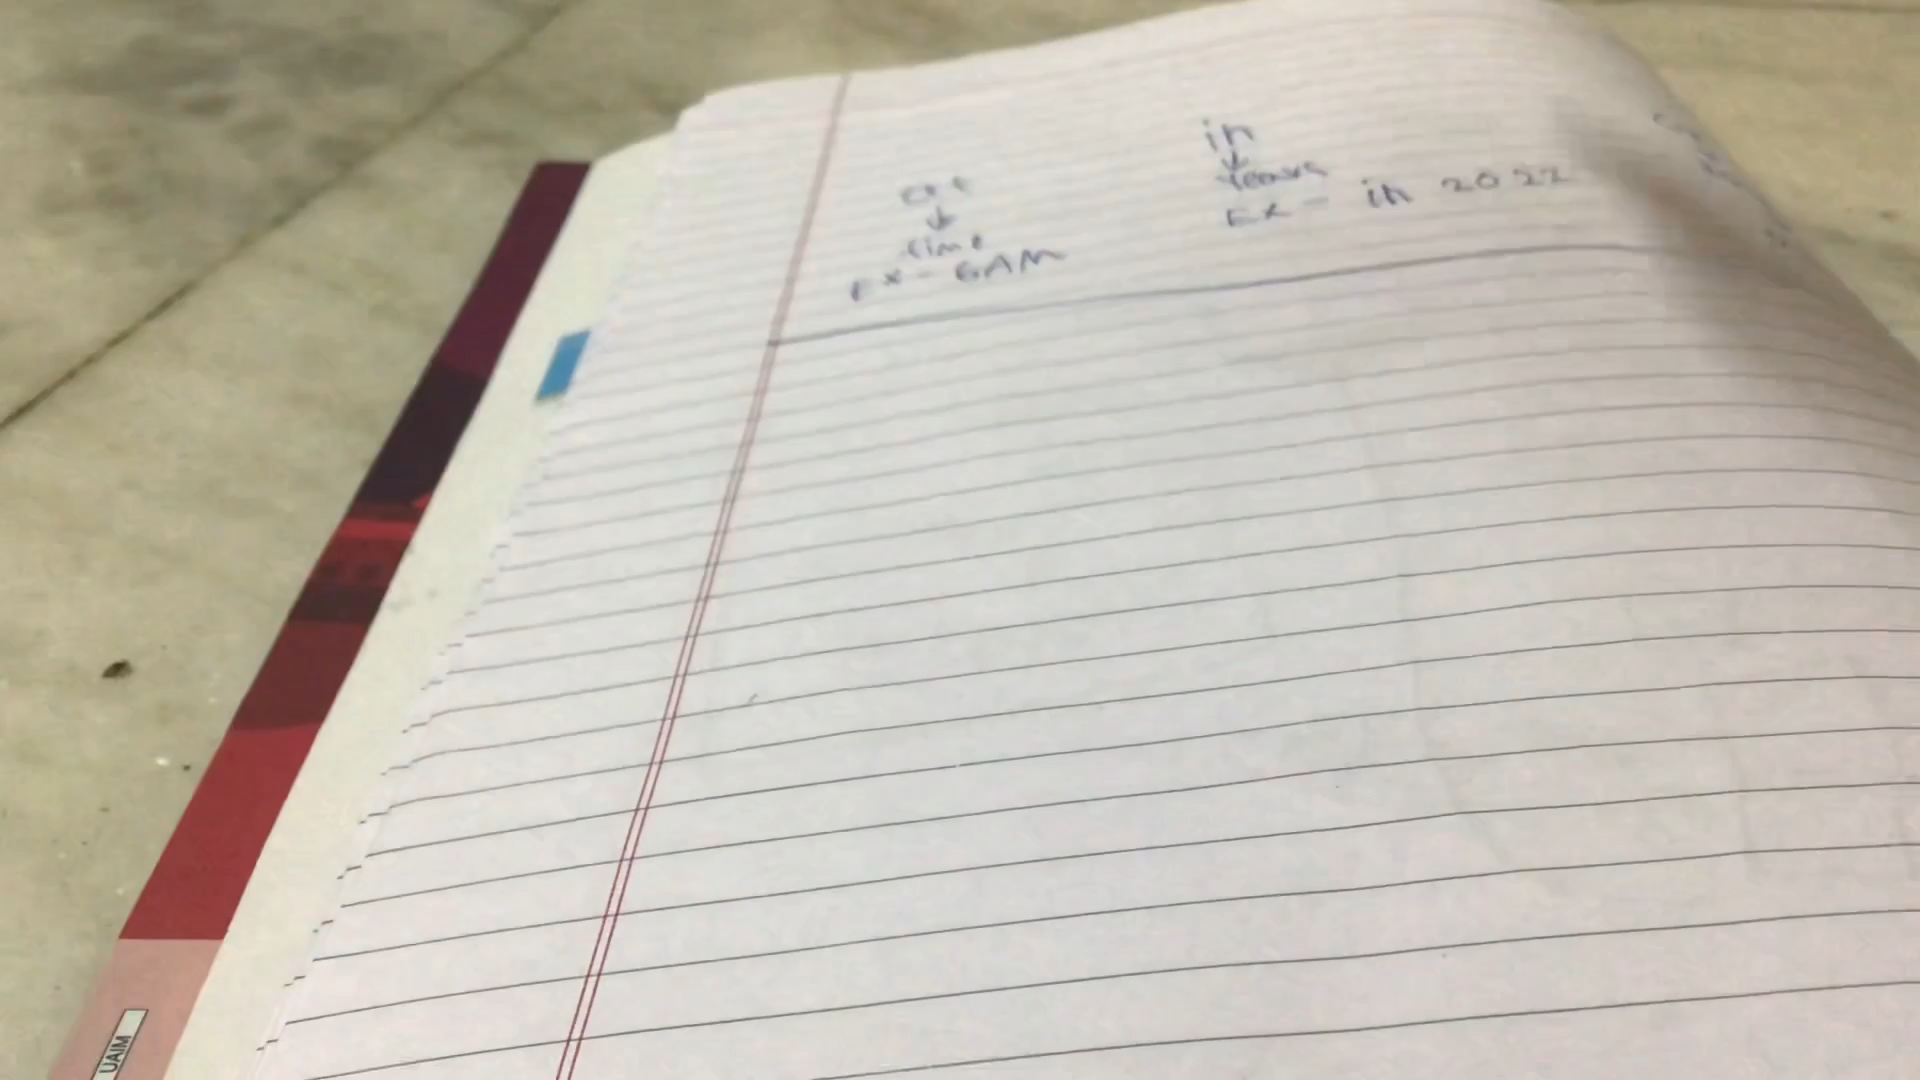 at
↓
time
Ex - 6AM
in
↓
Years
Ex - in 2022
UAIM